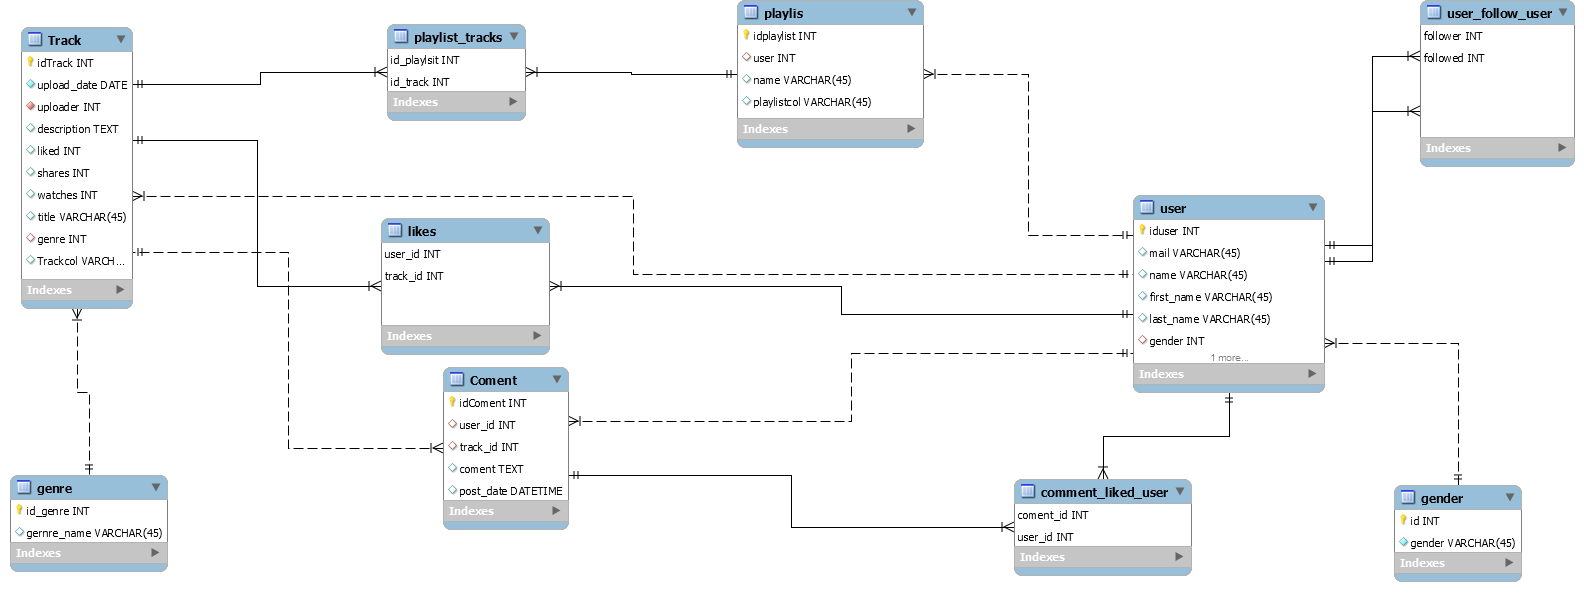 Track
idTrack INT
upload_date DATE
uploader INT
description TEXT
liked INT
shares INT
watches INT
title VARCHAR(45)
genre INT
Trackcol VARCH...
Indexes
playlist_tracks
id_playlsit INT
id_track INT
Indexes
playlis
idplaylist INT
user INT
name VARCHAR(45)
playlistcol VARCHAR(45)
Indexes
user_follow_user
follower INT
followed INT
Indexes
likes
user_id INT
track_id INT
Indexes
user
iduser INT
mail VARCHAR(45)
name VARCHAR(45)
first_name VARCHAR(45)
last_name VARCHAR(45)
gender INT
1 more...
Indexes
Coment
idComent INT
user_id INT
track_id INT
coment TEXT
post_date DATETIME
Indexes
genre
id_genre INT
gernre_name VARCHAR(45)
Indexes
comment_liked_user
coment_id INT
user_id INT
Indexes
gender
id INT
gender VARCHAR(45)
Indexes